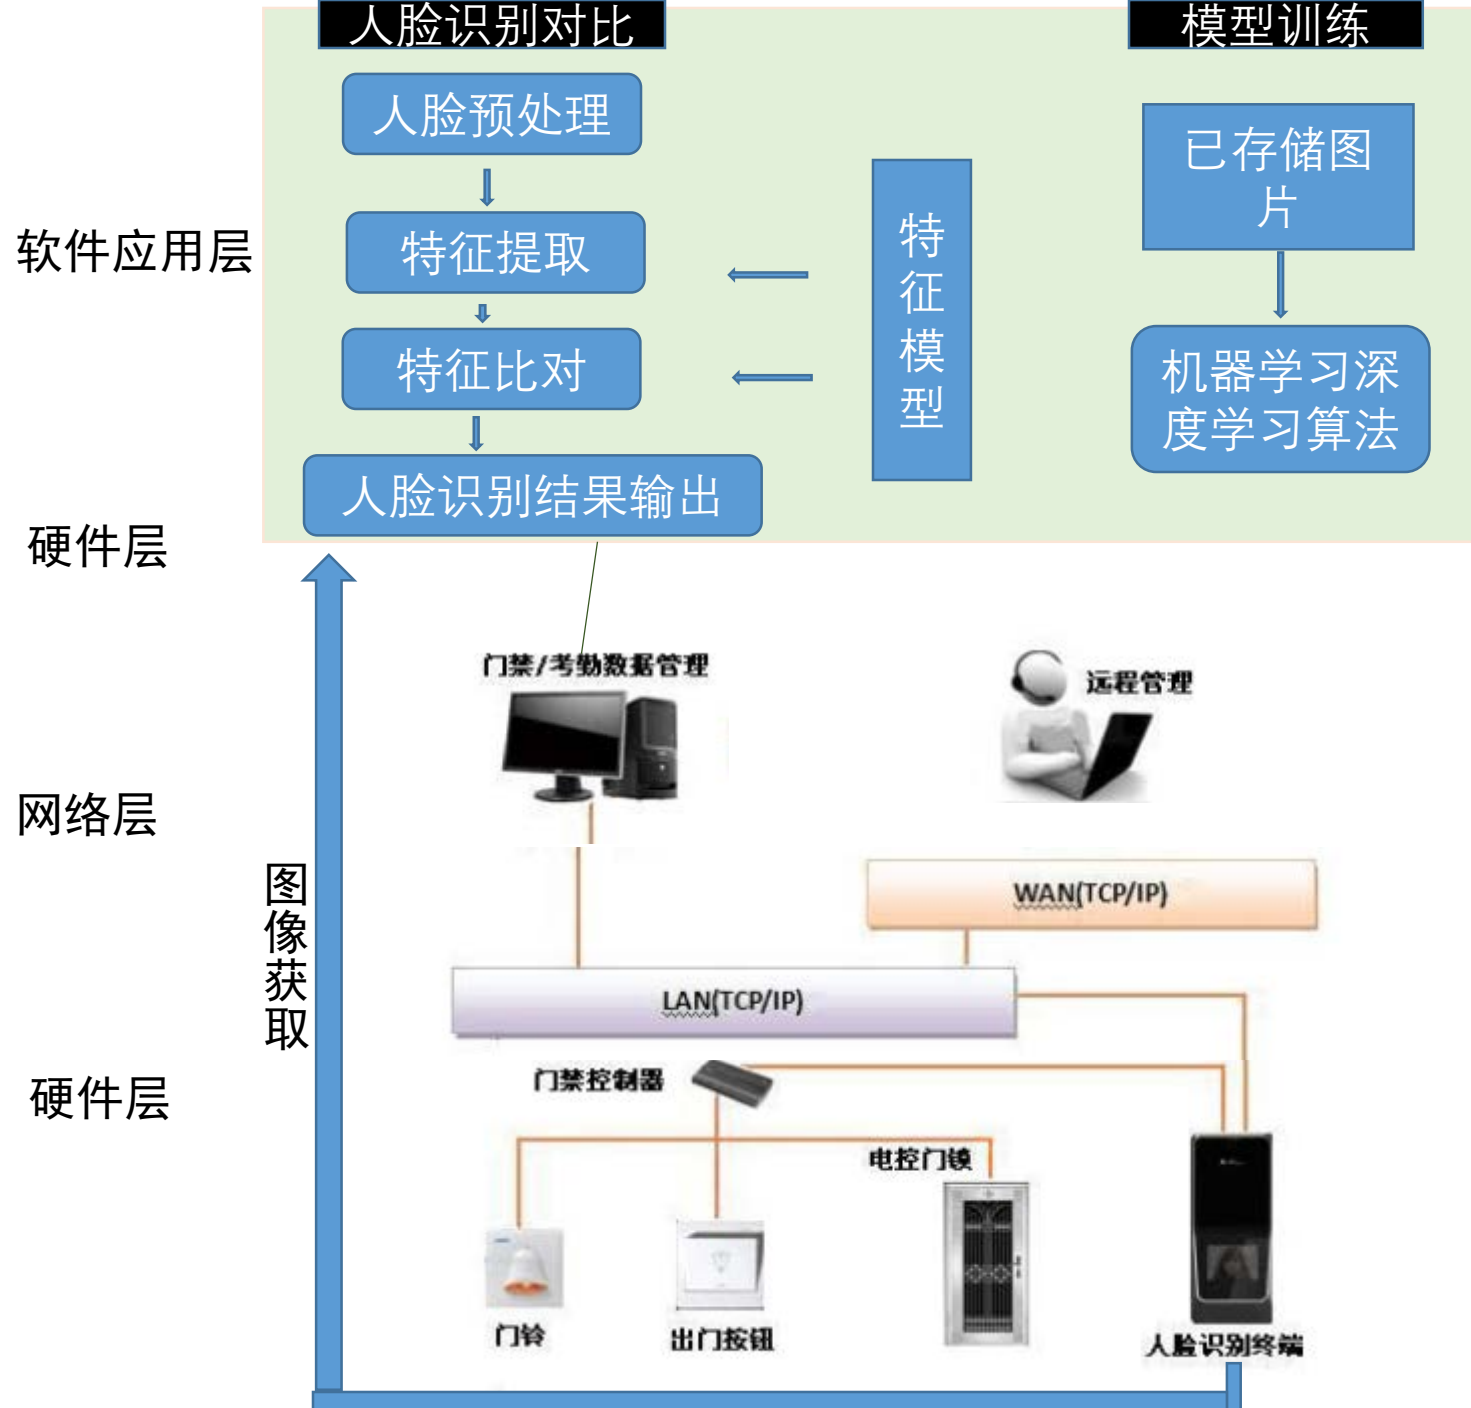 人脸识别对比
模型训练
人脸预处理
已存储图
片
特征提取
特
征
模
型
软件应用层
特征比对
机器学习深
度学习算法
人脸识别结果输出
硬件层
门禁/考勤数据管理
远程管理
网络层
图
像
获
取
WAN(TCP/IP)
LAN(TCP/IP)
硬件层
门禁控制器
电控门镜
门铃
出门按钮
人脸识别终端